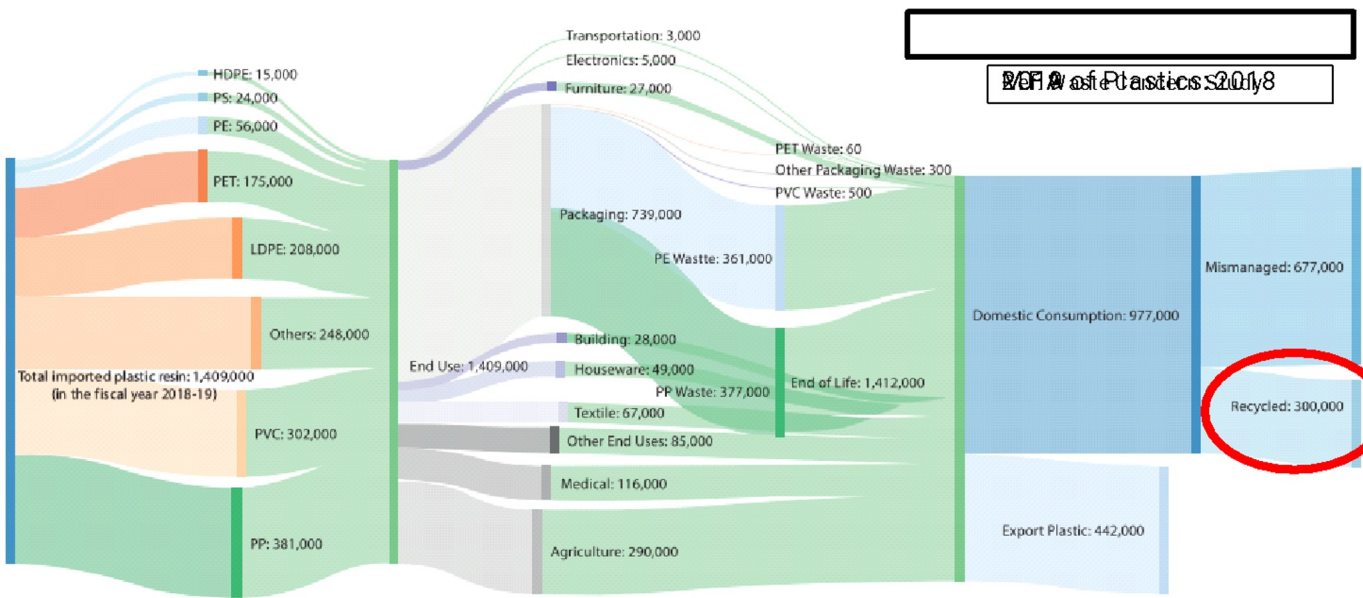 Transportation: 3,000
Electronics: 5,000
Furniture: 27,000
HDPE: 15,000
PS: 24,000
PE: 56,000
PET: 175,000
LDPE: 208,000
Others: 248,000
Total imported plastic resin: 1,409,000
(in the fiscal year 2018-19)
PVC: 302,000
PP: 381,000
End Use: 1,409,000
Packaging: 739,000
PET Waste: 60
Other Packaging Waste: 300
PVC Waste: 500
PE Wastte: 361,000
Building: 28,000
Houseware: 49,000
PP Waste: 377,000
Textile: 67,000
Other End Uses: 85,000
Medical: 116,000
Agriculture: 290,000
End of Life: 1,412,000
Domestic Consumption: 977,000
Export Plastic: 442,000
Mismanaged: 677,000
Recycled: 300,000
MFA of Plastics: 2018